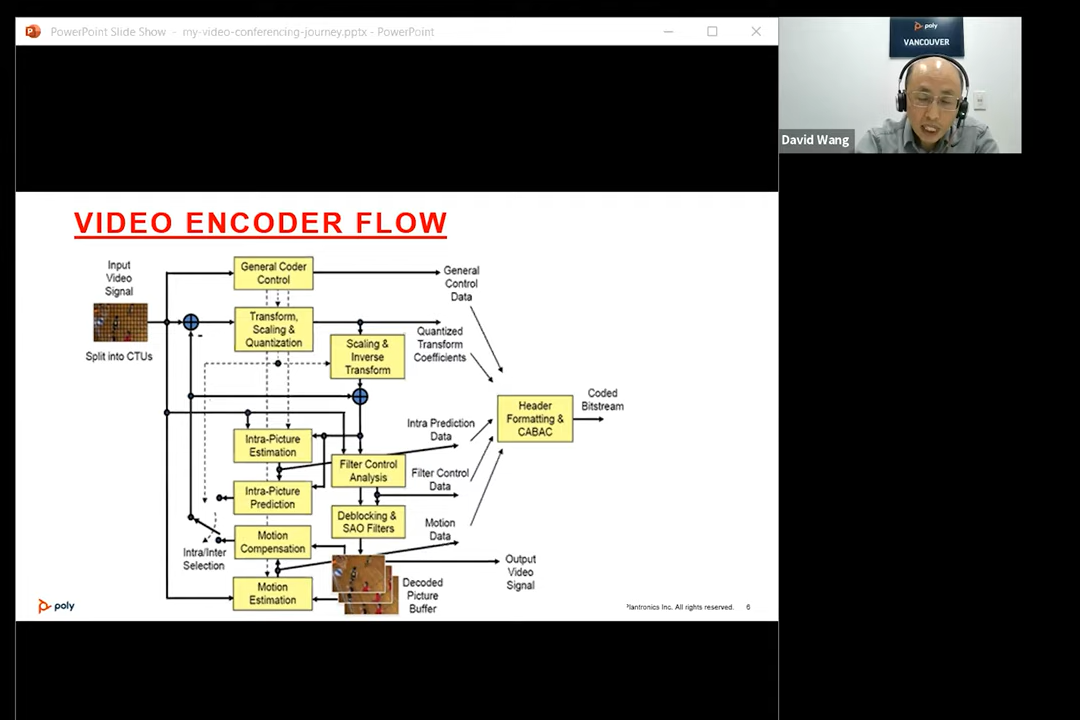 PowerPoint Slide Show - my-video-conferencing-journey.pptx - PowerPoint
poly
VANCOUVER
David Wang
VIDEO ENCODER FLOW
Input
Video
Signal
Split into CTUs
General Coder
Control
Transform,
Scaling &
Quantization
Scaling &
Inverse
Transform
Intra-Picture
Estimation
Intra-Picture
Prediction
Filter Control
Analysis
Deblocking &
SAO Filters
Motion
Compensation
Motion
Estimation
Intra/Inter
Selection
-
General
Control
Data
Quantized
Transform
Coefficients
Intra Prediction
Data
Filter Control
Data
Motion
Data
Header
Formatting &
CABAC
Coded
Bitstream
Output
Video
Signal
Decoded
Picture
Buffer
poly
Plantronics Inc. All rights reserved. 6